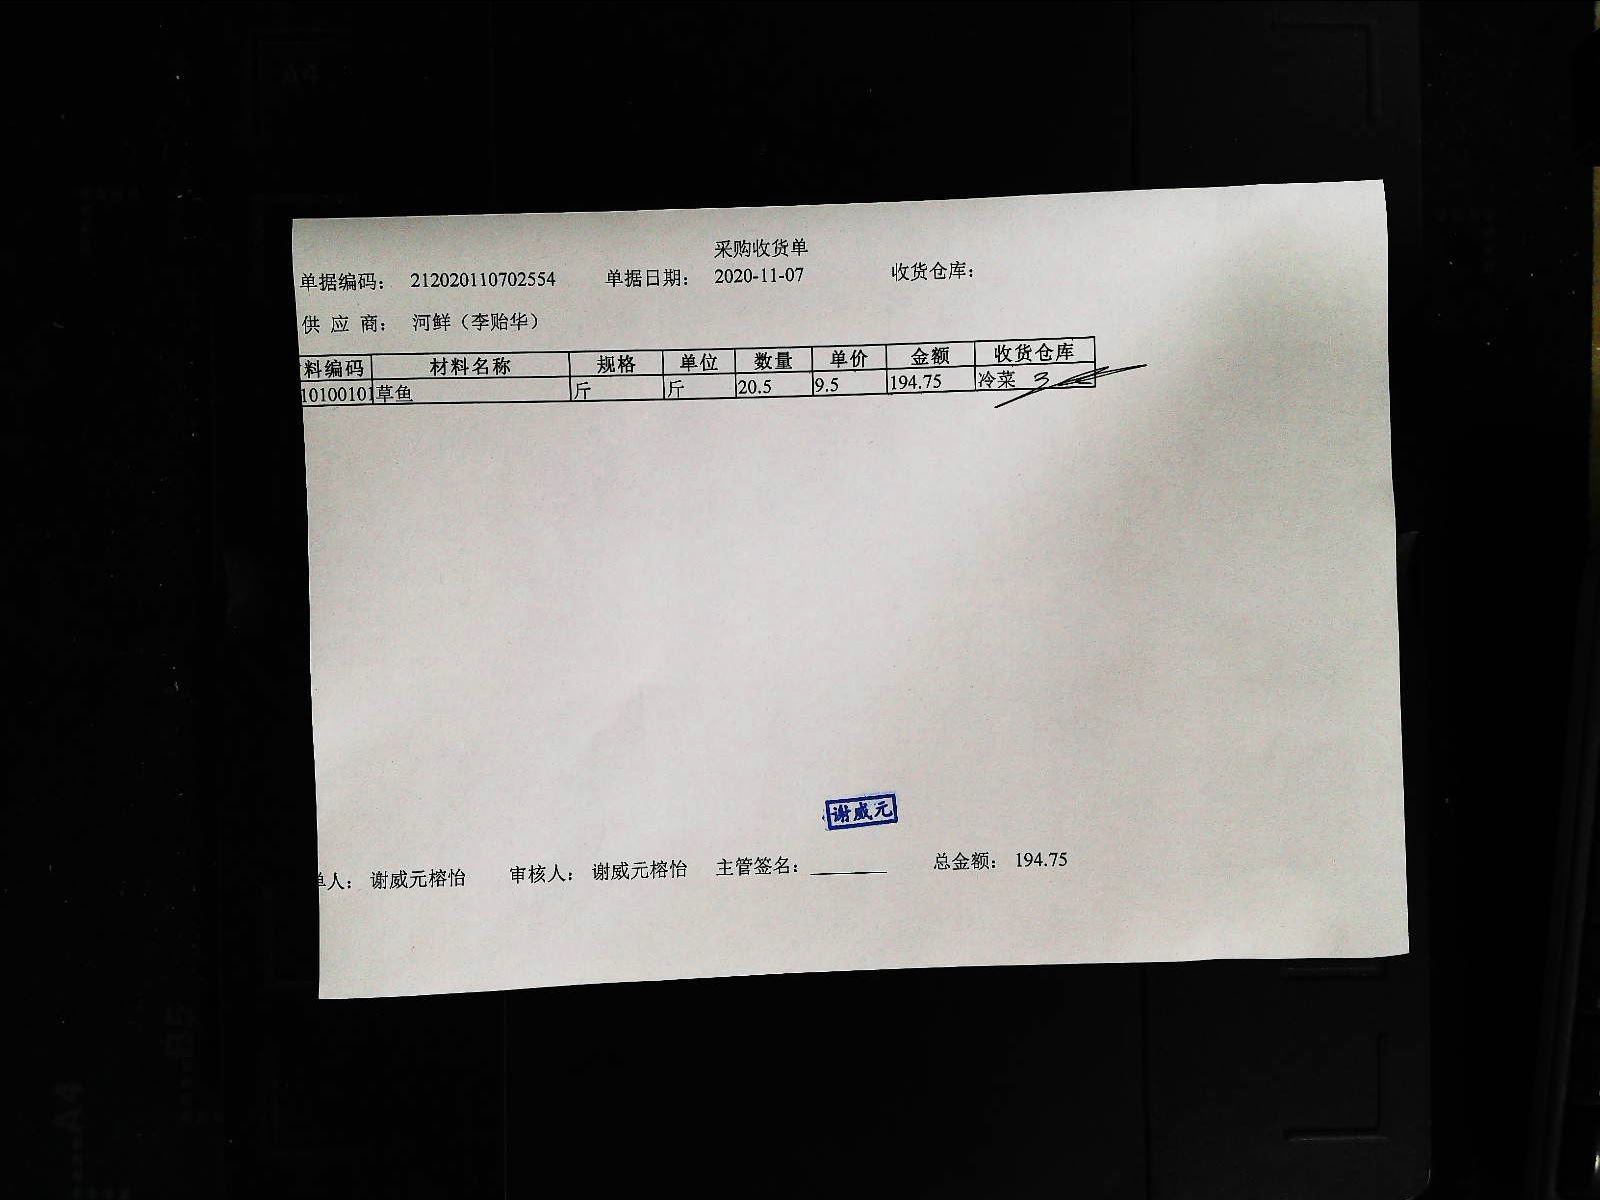 采购收货单
单据编码： 212020110702554 单据日期： 2020-11-07 收货仓库：
供 应 商： 河鲜（李贻华）
料编码 材料名称 规格 单位 数量 单价 金额 收货仓库
10100101 草鱼 斤 斤 20.5 9.5 194.75 冷菜
谢威元
单人： 谢威元榕怡 审核人： 谢威元榕怡 主管签名： 总金额： 194.75